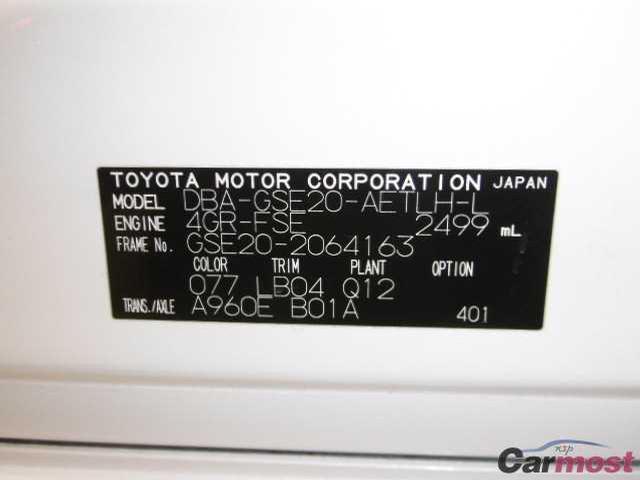 TOYOTA MOTOR CORPORATION JAPAN
MODEL DBA-GSE20-AETLH-L
ENGINE 4GR-FSE 2499 mL
FRAME No. GSE20-2064163
COLOR TRIM PLANT OPTION
077 LB04 Q12
TRANS./AXLE A960E B01A 401
Carmost